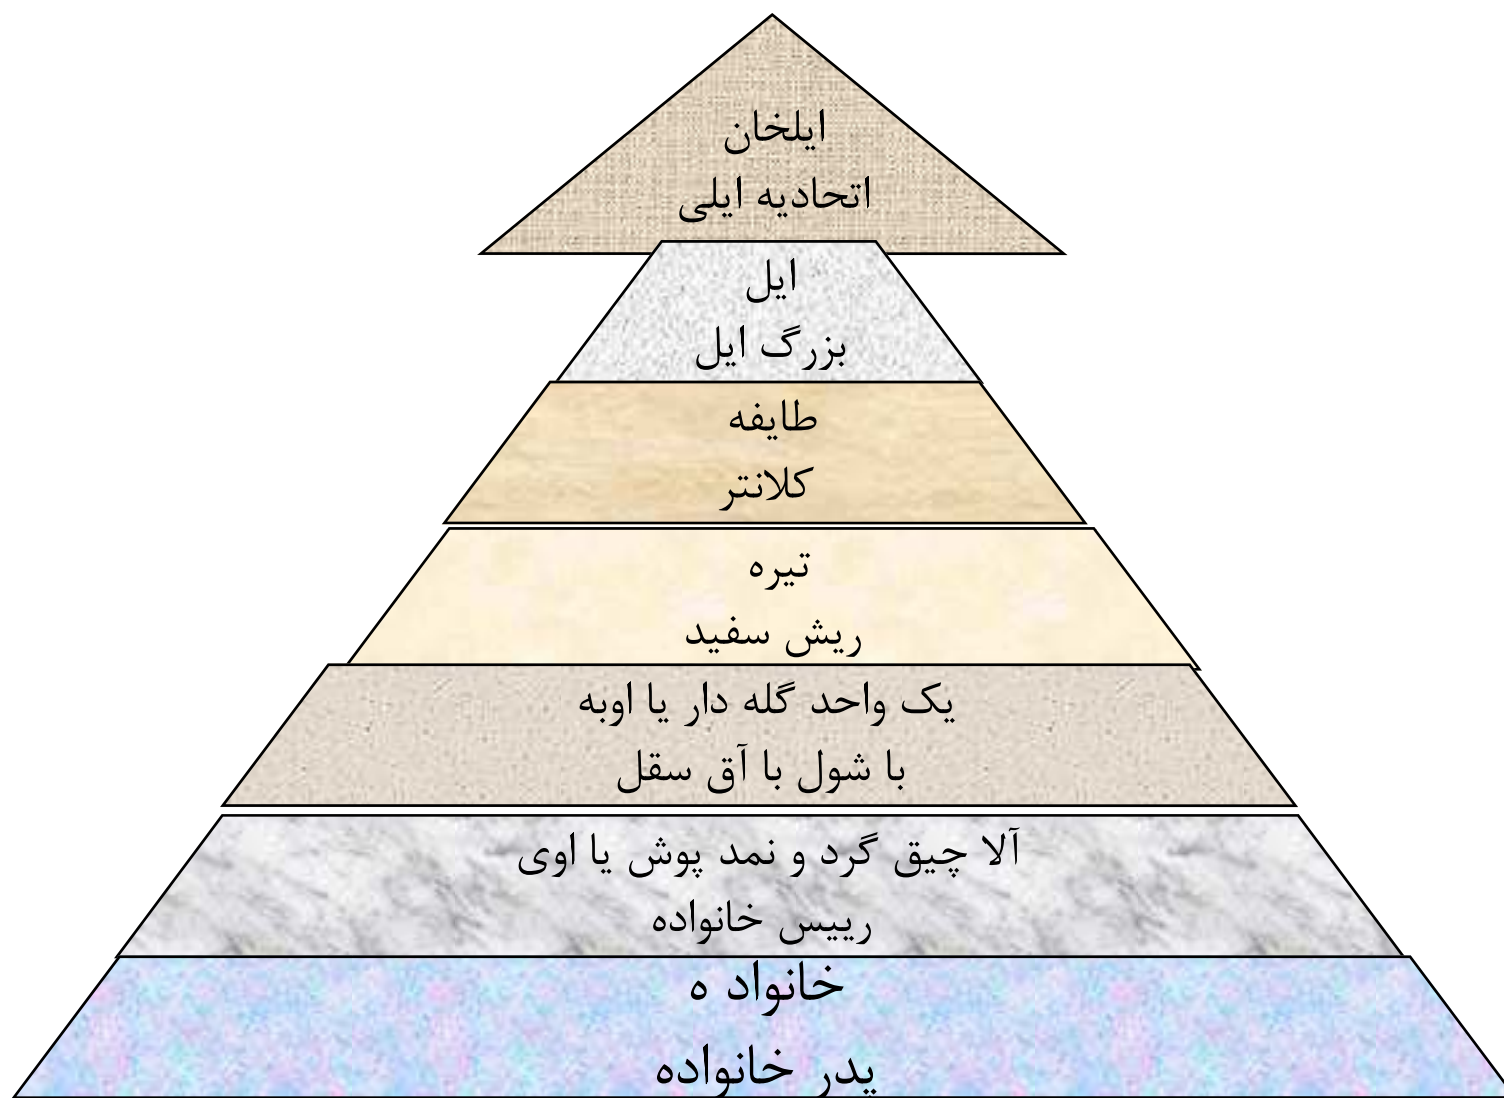 ایلخان
اتحادیه ایلی
ایل
بزرگ ایل
طایفه
کلانتر
تیره
ریش سفید
یک واحد گله دار یا اوبه
با شول با آق سقل
آلا چیق گرد و نمد پوش یا اوی
رییس خانواده
خانواد ه
پدر خانواده